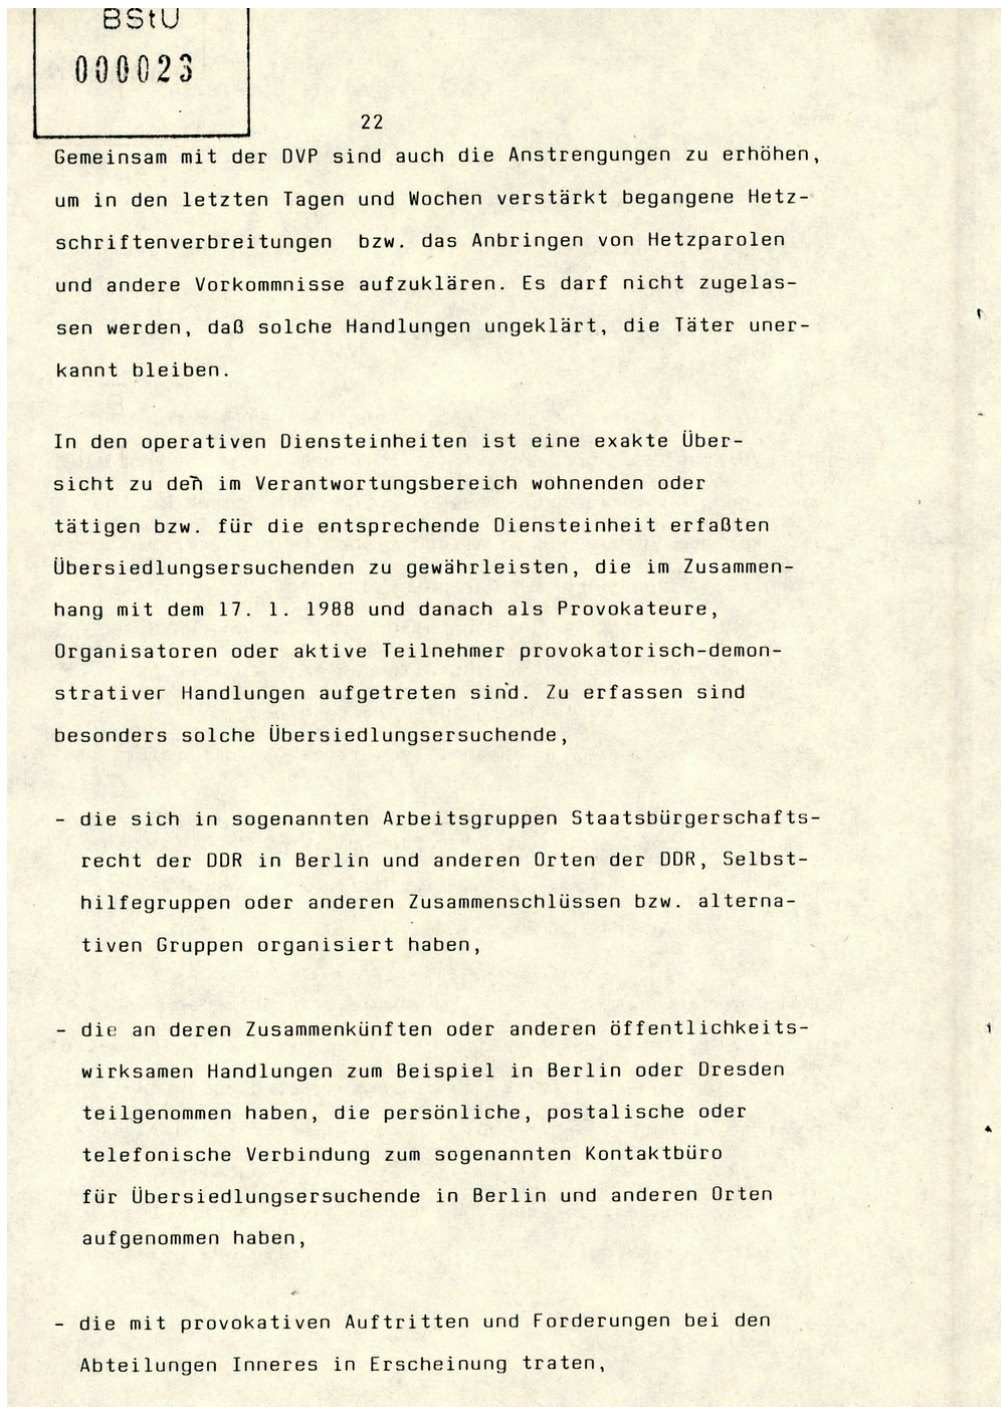 BStU
000023
22
Gemeinsam mit der DVP sind auch die Anstrengungen zu erhöhen,
um in den letzten Tagen und Wochen verstärkt begangene Hetz-
schriftenverbreitungen bzw. das Anbringen von Hetzparolen
und andere Vorkommnisse aufzuklären. Es darf nicht zugelas-
sen werden, daß solche Handlungen ungeklärt, die Täter uner-
kannt bleiben.
In den operativen Diensteinheiten ist eine exakte Über-
sicht zu den im Verantwortungsbereich wohnenden oder
tätigen bzw. für die entsprechende Diensteinheit erfaßten
Übersiedlungsersuchenden zu gewährleisten, die im Zusammen-
hang mit dem 17. 1. 1988 und danach als Provokateure,
Organisatoren oder aktive Teilnehmer provokatorisch-demon-
strativer Handlungen aufgetreten sind. Zu erfassen sind
besonders solche Übersiedlungsersuchende,
- die sich in sogenannten Arbeitsgruppen Staatsbürgerschafts-
recht der DDR in Berlin und anderen Orten der DDR, Selbst-
hilfegruppen oder anderen Zusammenschlüssen bzw. alterna-
tiven Gruppen organisiert haben,
- die an deren Zusammenkünften oder anderen öffentlichkeits-
wirksamen Handlungen zum Beispiel in Berlin oder Dresden
teilgenommen haben, die persönliche, postalische oder
telefonische Verbindung zum sogenannten Kontaktbüro
für Übersiedlungsersuchende in Berlin und anderen Orten
aufgenommen haben,
- die mit provokativen Auftritten und Forderungen bei den
Abteilungen Inneres in Erscheinung traten,